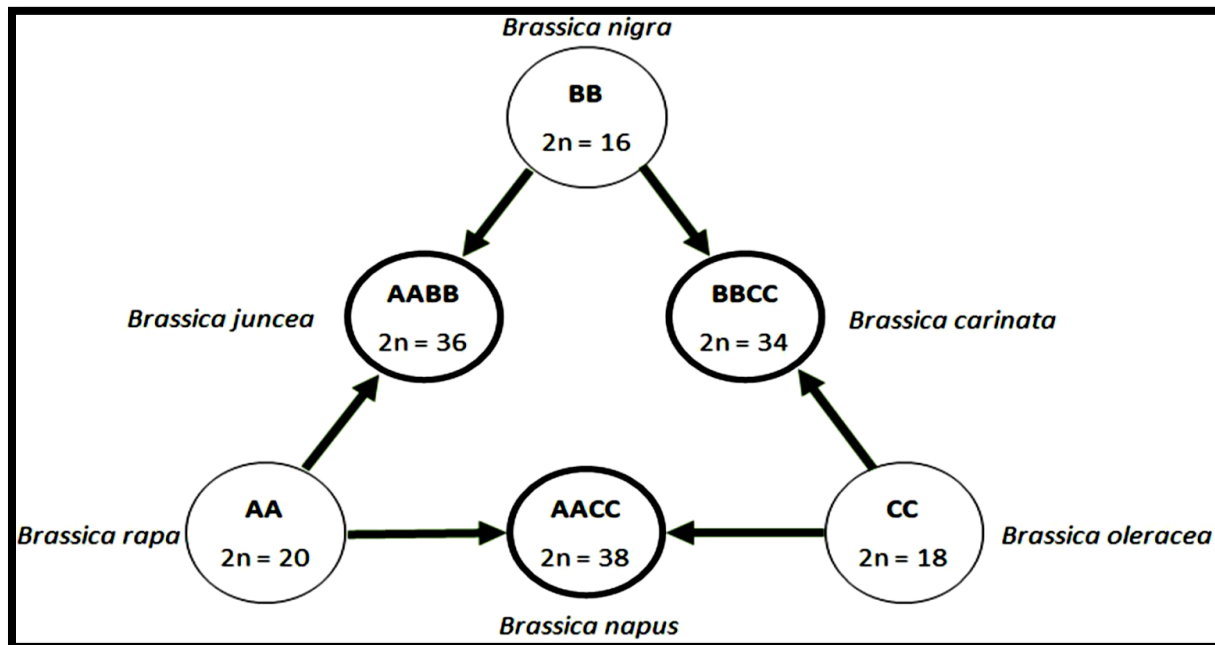 Brassica nigra
BB
2n = 16
AABB
2n = 36
Brassica juncea
BBCC
2n = 34
Brassica carinata
Brassica rapa
AA
2n = 20
AACC
2n = 38
Brassica napus
CC
2n = 18
Brassica oleracea